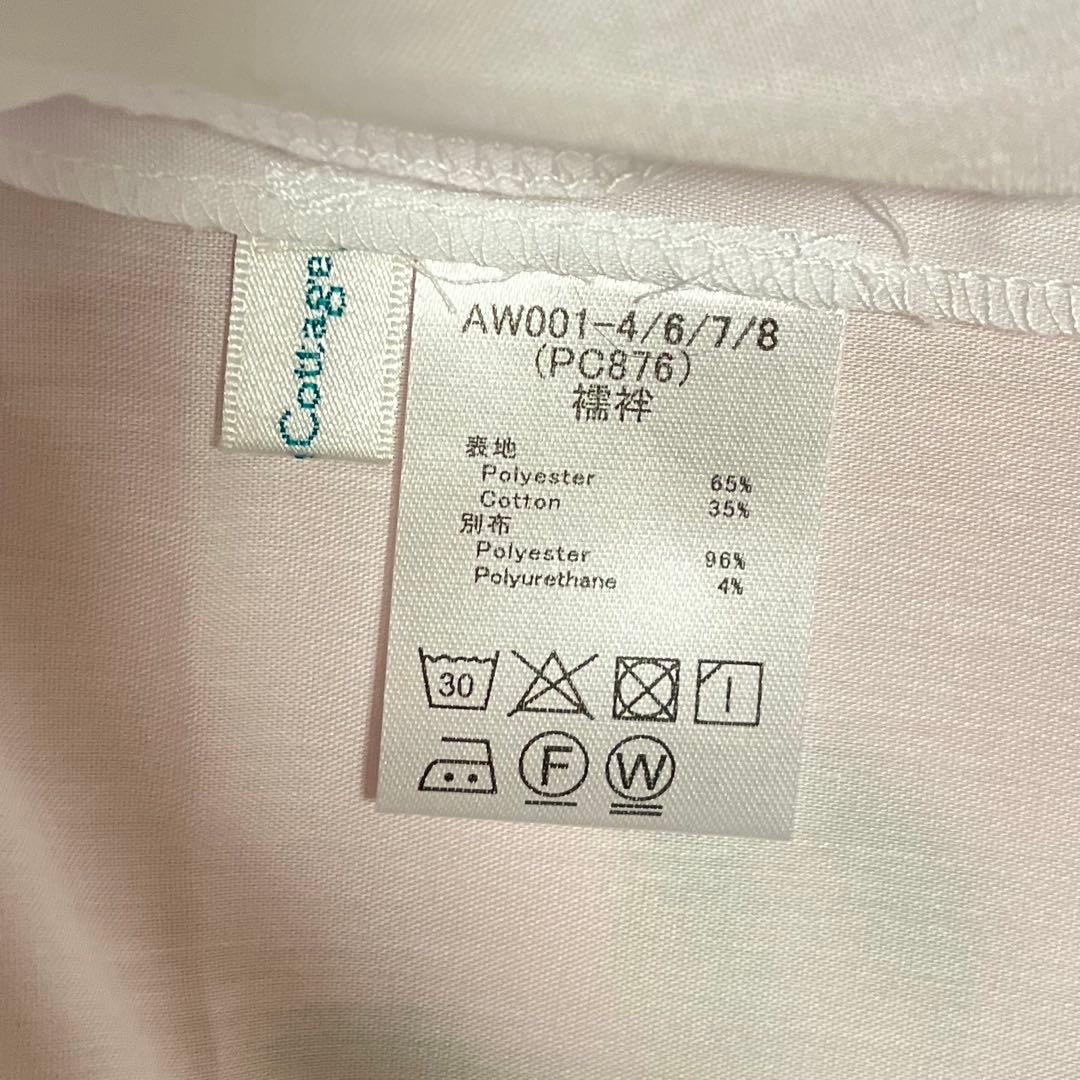 Cottage
AW001-4/6/7/8
(PC876)
襦袢
表地
Polyester 65%
Cotton 35%
別布
Polyester 96%
Polyurethane 4%
30
F
W